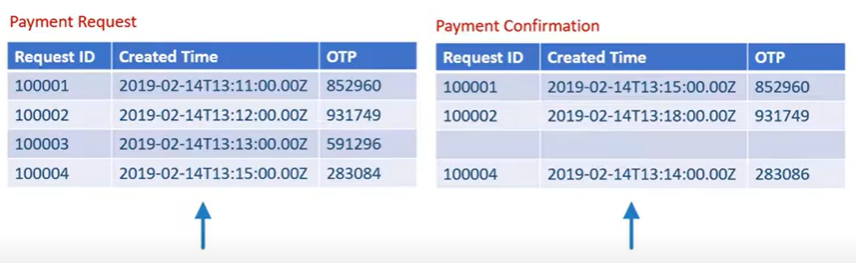 Payment Request
Request ID Created Time OTP
100001 2019-02-14T13:11:00.00Z 852960
100002 2019-02-14T13:12:00.00Z 931749
100003 2019-02-14T13:13:00.00Z 591296
100004 2019-02-14T13:15:00.00Z 283084
Payment Confirmation
Request ID Created Time OTP
100001 2019-02-14T13:15:00.00Z 852960
100002 2019-02-14T13:18:00.00Z 931749
100004 2019-02-14T13:14:00.00Z 283086